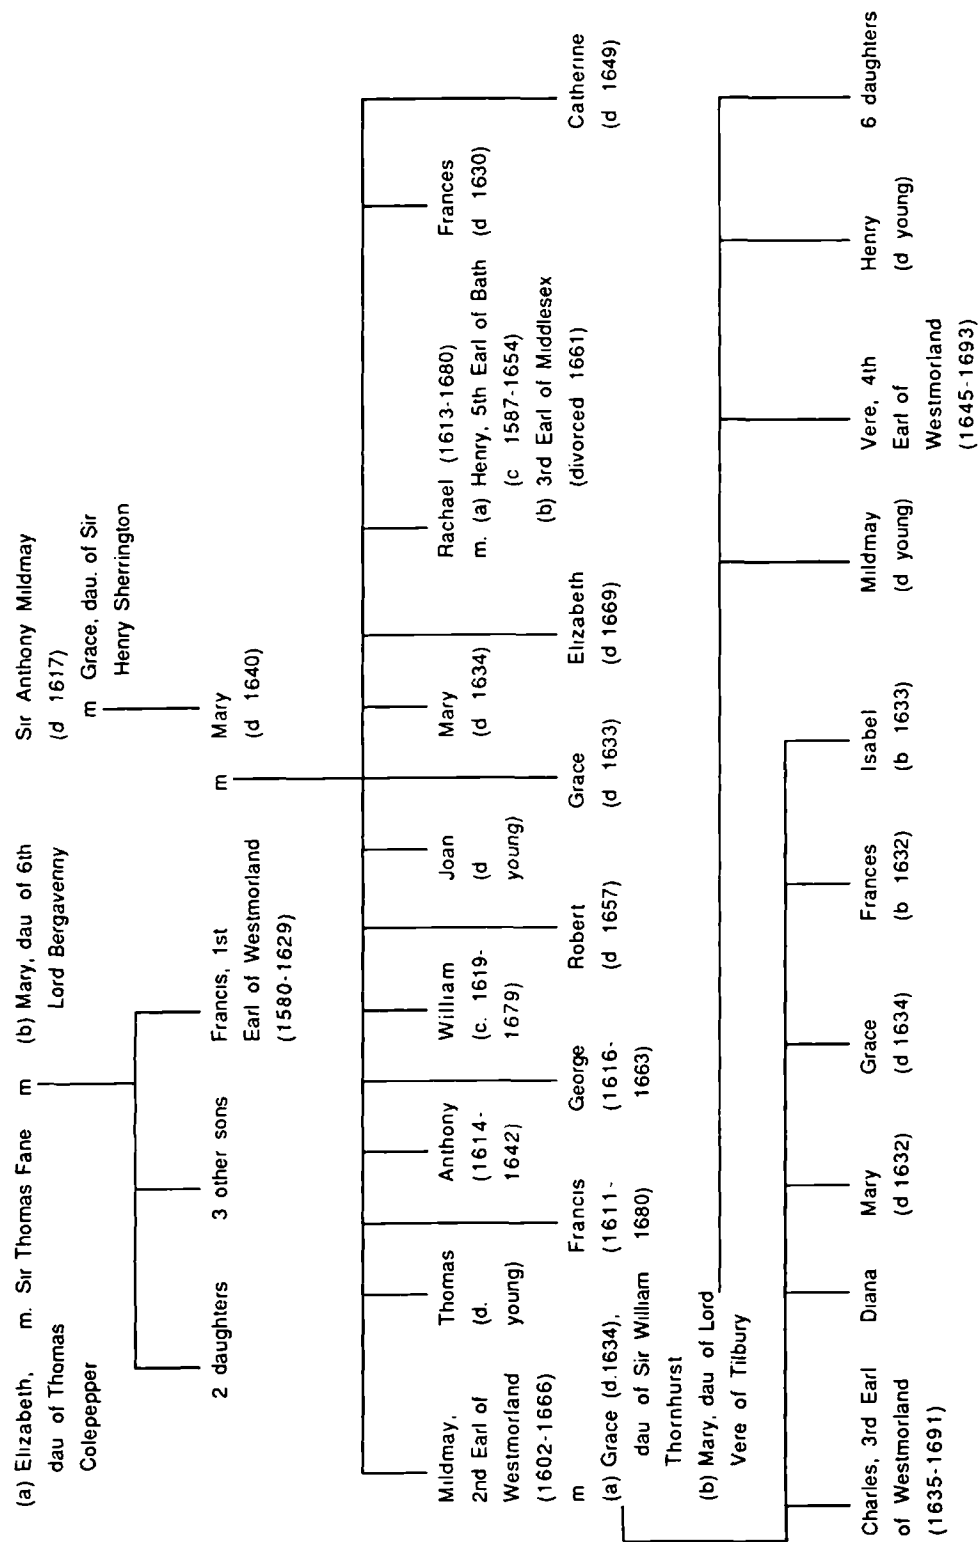 (a) Elizabeth,
dau of Thomas
Colepepper
m. Sir Thomas Fane
m
(b) Mary, dau of 6th
Lord Bergavenny
Sir Anthony Mildmay
(d 1617)
m Grace, dau. of Sir
Henry Sherrington
2 daughters
3 other sons
Francis, 1st
Earl of Westmorland
(1580-1629)
m
Mary
(d 1640)
Mildmay,
2nd Earl of
Westmorland
(1602-1666)
m
(a) Grace (d.1634),
dau of Sir William
Thornhurst
(b) Mary, dau of Lord
Vere of Tilbury
Thomas
(d.
young)
Francis
(1611-
1680)
Anthony
(1614-
1642)
George
(1616-
1663)
William
(c. 1619-
1679)
Robert
(d 1657)
Joan
(d
young)
Grace
(d 1633)
Mary
(d 1634)
Elizabeth
(d 1669)
Rachael (1613-1680)
m. (a) Henry, 5th Earl of Bath
(c 1587-1654)
(b) 3rd Earl of Middlesex
(divorced 1661)
Frances
(d 1630)
Catherine
(d 1649)
Charles, 3rd Earl
of Westmorland
(1635-1691)
Diana
Mary
(d 1632)
Grace
(d 1634)
Frances
(b 1632)
Isabel
(b 1633)
Mildmay
(d young)
Vere, 4th
Earl of
Westmorland
(1645-1693)
Henry
(d young)
6 daughters